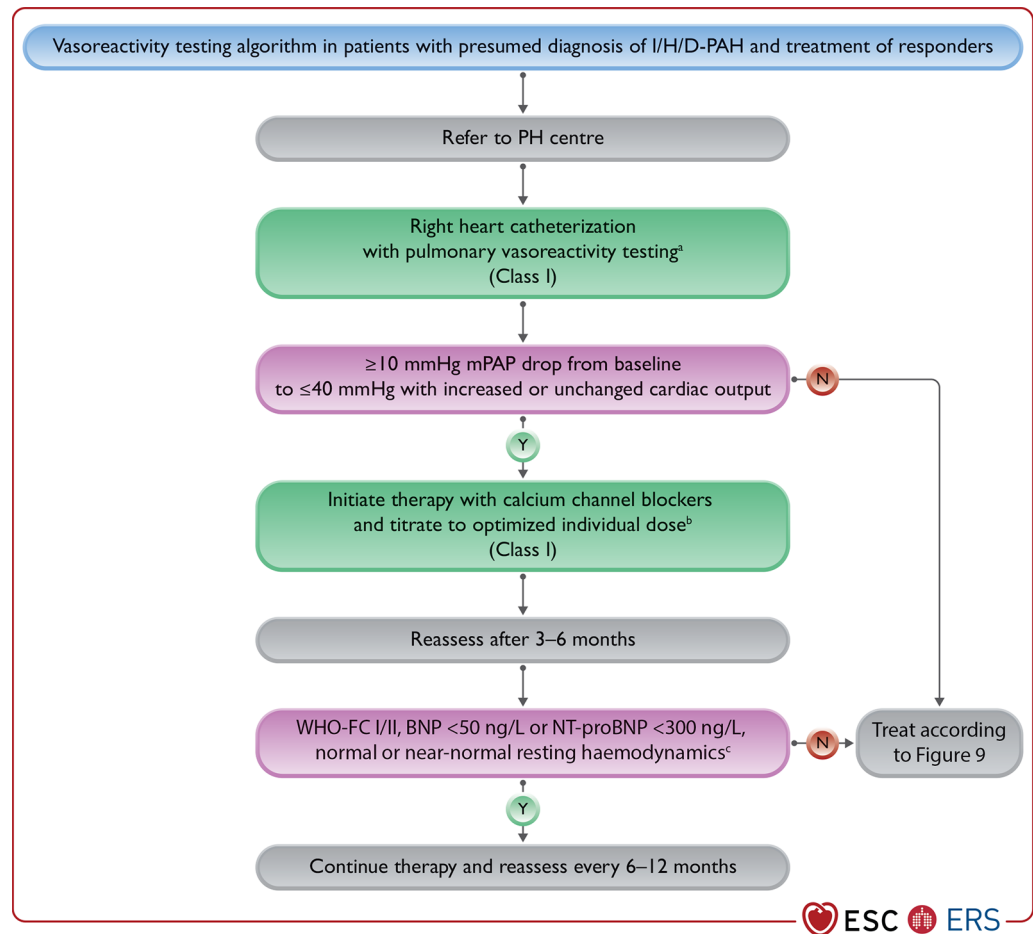 Vasoreactivity testing algorithm in patients with presumed diagnosis of I/H/D-PAH and treatment of responders
Refer to PH centre
Right heart catheterization
with pulmonary vasoreactivity testingᵃ
(Class I)
≥10 mmHg mPAP drop from baseline
to ≤40 mmHg with increased or unchanged cardiac output
N
Y
Initiate therapy with calcium channel blockers
and titrate to optimized individual doseᵇ
(Class I)
Reassess after 3–6 months
WHO-FC I/II, BNP <50 ng/L or NT-proBNP <300 ng/L,
normal or near-normal resting haemodynamicsᶜ
N
Treat according
to Figure 9
Y
Continue therapy and reassess every 6–12 months
ESC ERS